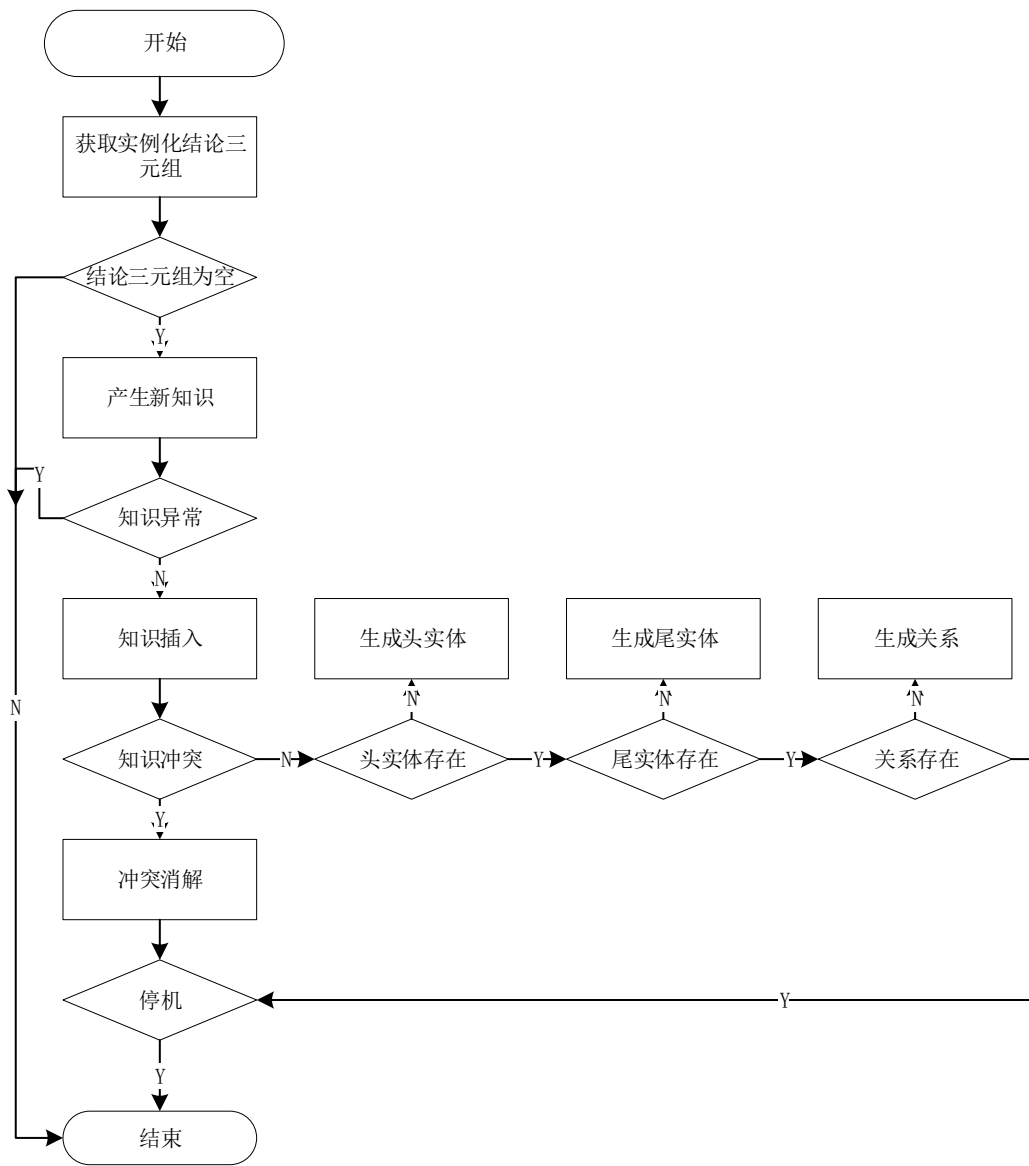 开始
获取实例化结论三
元组
结论三元组为空
Y
产生新知识
Y
知识异常
N
知识插入
生成头实体
生成尾实体
生成关系
N
N
N
N
知识冲突
N
头实体存在
Y
尾实体存在
Y
关系存在
Y
冲突消解
停机
Y
Y
结束